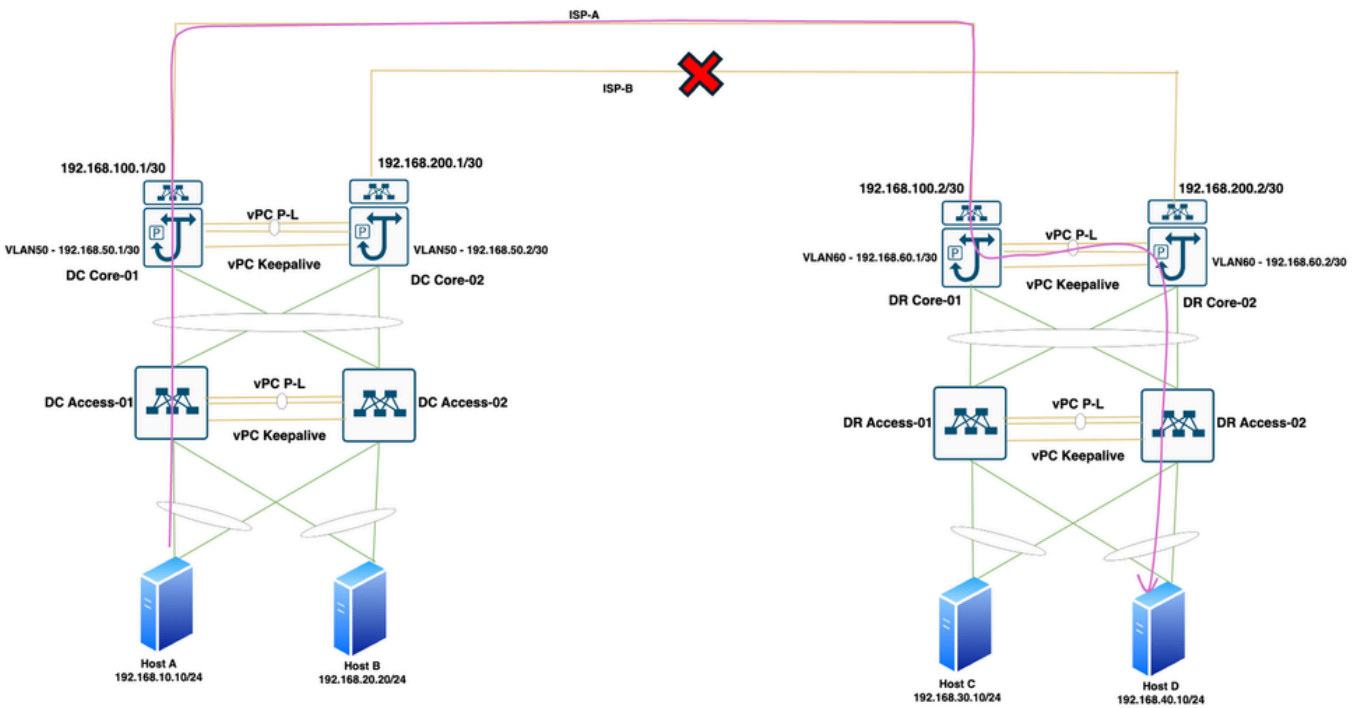 ISP-A
ISP-B
192.168.100.1/30
192.168.200.1/30
192.168.100.2/30
192.168.200.2/30
vPC P-L
P
P
VLAN50 - 192.168.50.1/30
VLAN50 - 192.168.50.2/30
vPC Keepalive
DC Core-01
DC Core-02
vPC P-L
P
P
VLAN60 - 192.168.60.1/30
VLAN60 - 192.168.60.2/30
vPC Keepalive
DR Core-01
DR Core-02
vPC P-L
DC Access-01
DC Access-02
vPC Keepalive
vPC P-L
DR Access-01
DR Access-02
vPC Keepalive
Host A
192.168.10.10/24
Host B
192.168.20.20/24
Host C
192.168.30.10/24
Host D
192.168.40.10/24